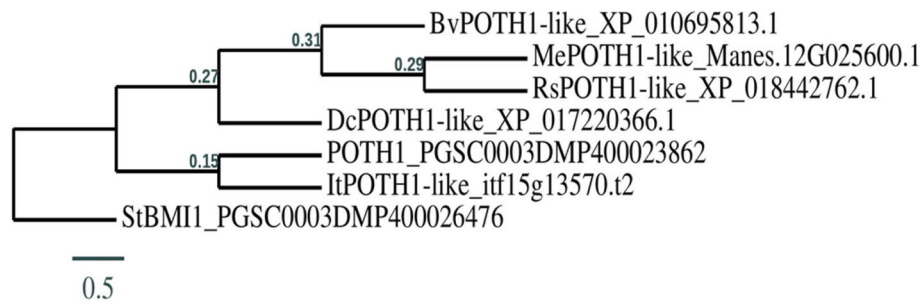 BvPOTH1-like_XP_010695813.1
0.31
MePOTH1-like_Manes.12G025600.1
0.29
RsPOTH1-like_XP_018442762.1
0.27
DcPOTH1-like_XP_017220366.1
POTH1_PGSC0003DMP400023862
0.15
ItPOTH1-like_itf15g13570.t2
StBMI1_PGSC0003DMP400026476
0.5